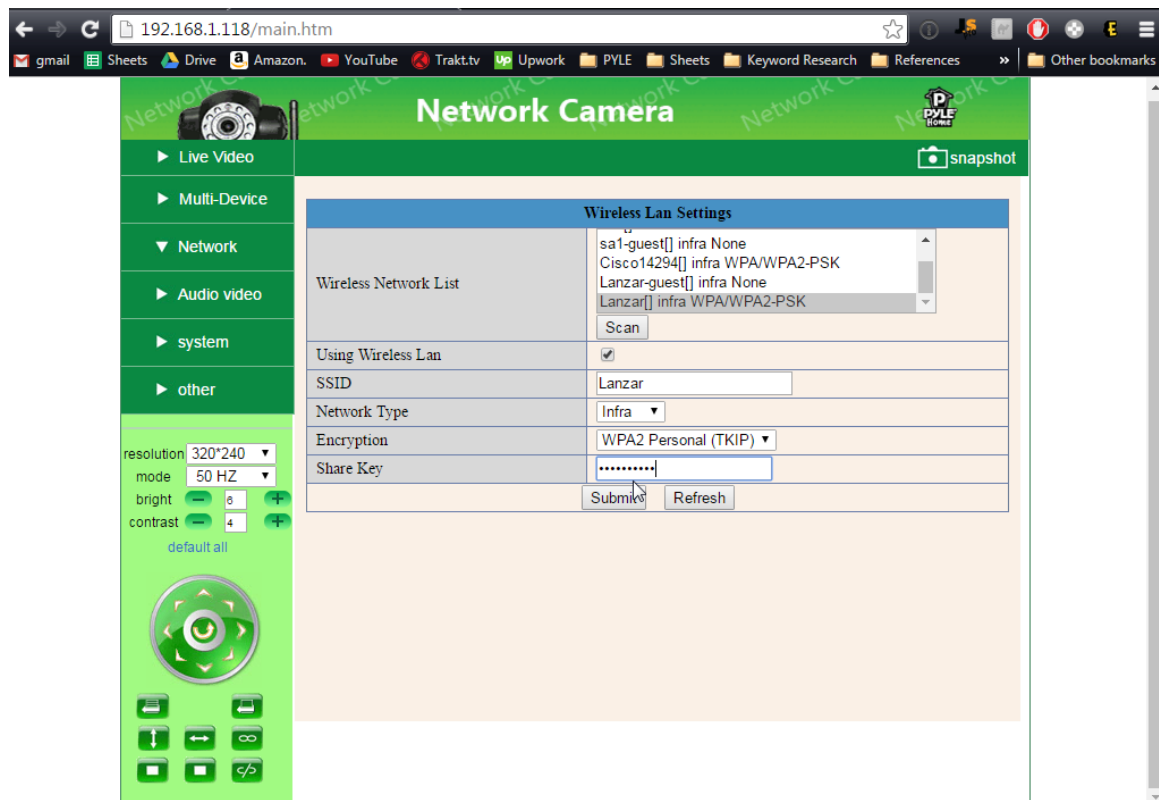 192.168.1.118/main.htm
gmail Sheets Drive Amazon. YouTube Trakt.tv Upwork PYLE Sheets Keyword Research References » Other bookmarks
Network Camera
PYLE Home
snapshot
Live Video
Multi-Device
Network
Audio video
system
other
resolution 320*240
mode 50 HZ
bright 6
contrast 4
default all
Wireless Lan Settings
Wireless Network List
sa1-guest[] infra None
Cisco14294[] infra WPA/WPA2-PSK
Lanzar-guest[] infra None
Lanzar[] infra WPA/WPA2-PSK
Scan
Using Wireless Lan
SSID Lanzar
Network Type Infra
Encryption WPA2 Personal (TKIP)
Share Key ••••••••••
Submit Refresh